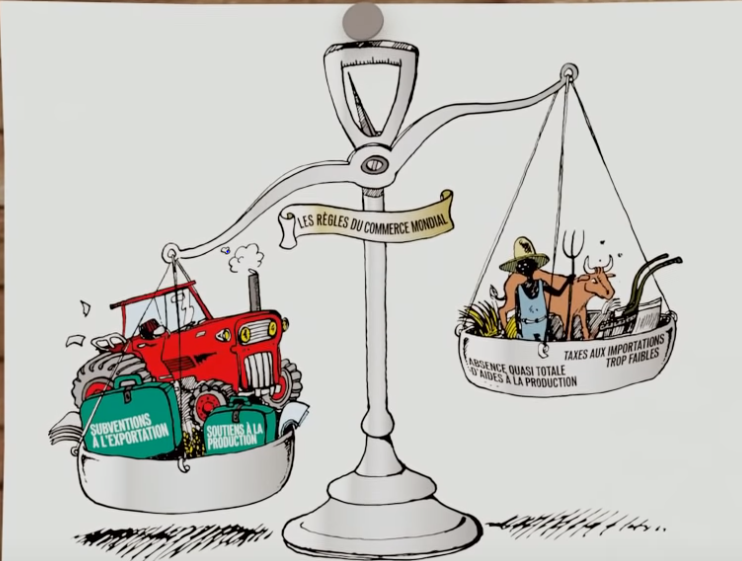 LES RÈGLES DU COMMERCE MONDIAL
SUBVENTIONS
À L'EXPORTATION
SOUTIENS À LA
PRODUCTION
ABSENCE QUASI TOTALE
D'AIDES À LA PRODUCTION
TAXES AUX IMPORTATIONS
TROP FAIBLES